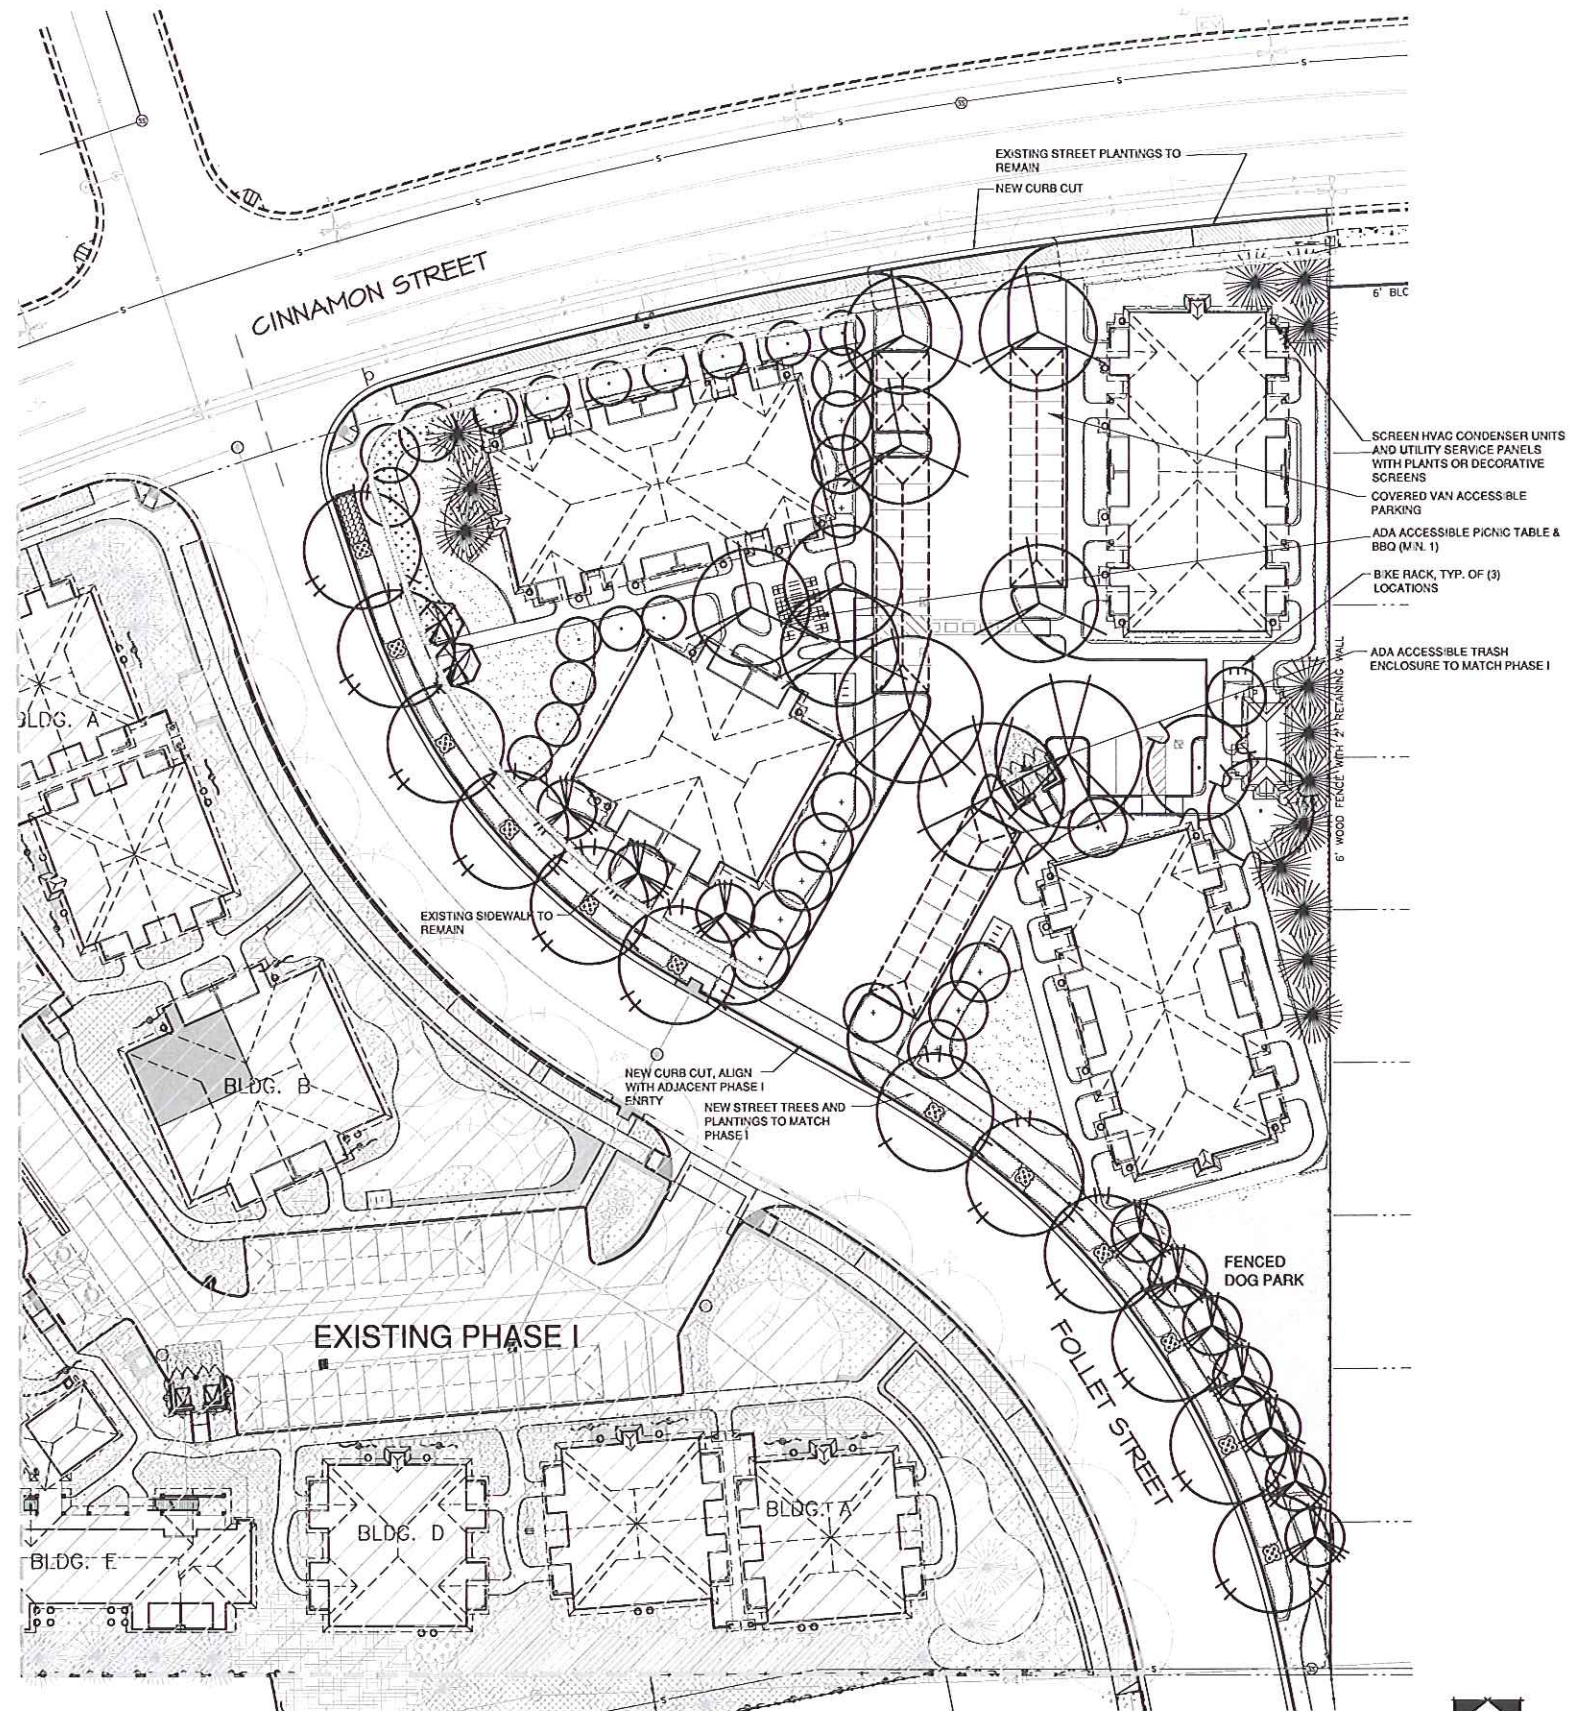 EXISTING STREET PLANTINGS TO
REMAIN
NEW CURB CUT
CINNAMON STREET
6' BLC
SCREEN HVAC CONDENSER UNITS
AND UTILITY SERVICE PANELS
WITH PLANTS OR DECORATIVE
SCREENS
COVERED VAN ACCESSIBLE
PARKING
ADA ACCESSIBLE PICNIC TABLE &
BBQ (MIN. 1)
BIKE RACK, TYP. OF (3)
LOCATIONS
ADA ACCESSIBLE TRASH
ENCLOSURE TO MATCH PHASE I
6' WOOD FENCE WITH 2' RETAINING WALL
BLDG. A
EXISTING SIDEWALK TO
REMAIN
BLDG. B
NEW CURB CUT, ALIGN
WITH ADJACENT PHASE I
ENRTY
NEW STREET TREES AND
PLANTINGS TO MATCH
PHASE I
FENCED
DOG PARK
EXISTING PHASE I
FOLLET STREET
BLDG. D
BLDG. A
BLDG. E